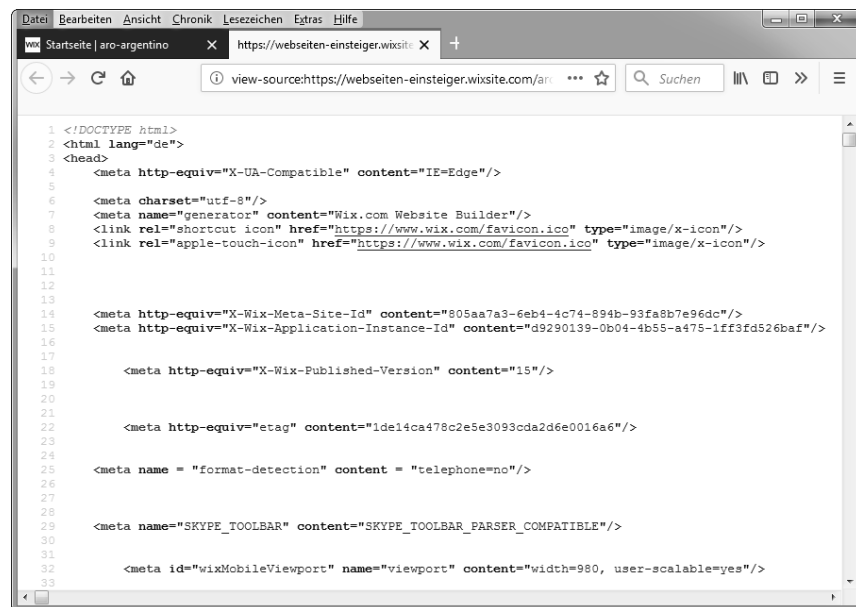 Datei Bearbeiten Ansicht Chronik Lesezeichen Extras Hilfe
WIX Startseite | aro-argentino × https://webseiten-einsteiger.wixsite × +
view-source:https://webseiten-einsteiger.wixsite.com/ar ··· Suchen
1 <!DOCTYPE html>
2 <html lang="de">
3 <head>
4 <meta http-equiv="X-UA-Compatible" content="IE=Edge"/>
5
6 <meta charset="utf-8"/>
7 <meta name="generator" content="Wix.com Website Builder"/>
8 <link rel="shortcut icon" href="https://www.wix.com/favicon.ico" type="image/x-icon"/>
9 <link rel="apple-touch-icon" href="https://www.wix.com/favicon.ico" type="image/x-icon"/>
10
11
12
13
14 <meta http-equiv="X-Wix-Meta-Site-Id" content="805aa7a3-6eb4-4c74-894b-93fa8b7e96dc"/>
15 <meta http-equiv="X-Wix-Application-Instance-Id" content="d9290139-0b04-4b55-a475-1ff3fd526baf"/>
16
17
18 <meta http-equiv="X-Wix-Published-Version" content="15"/>
19
20
21
22 <meta http-equiv="etag" content="1de14ca478c2e5e3093cda2d6e0016a6"/>
23
24
25 <meta name = "format-detection" content = "telephone=no"/>
26
27
28
29 <meta name="SKYPE_TOOLBAR" content="SKYPE_TOOLBAR_PARSER_COMPATIBLE"/>
30
31
32 <meta id="wixMobileViewport" name="viewport" content="width=980, user-scalable=yes"/>
33